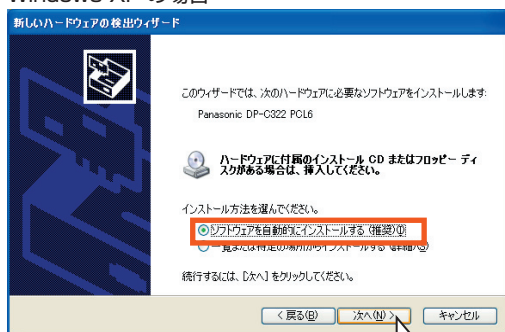 Windows XP の場合
新しいハードウェアの検出ウィザード
このウィザードでは、次のハードウェアに必要なソフトウェアをインストールします:
Panasonic DP-C322 PCL6
ハードウェアに付属のインストール CD またはフロッピー ディ
スクがある場合は、挿入してください。
インストール方法を選んでください。
ソフトウェアを自動的にインストールする (推奨)(I)
一覧または特定の場所からインストールする (詳細)(S)
続行するには、[次へ] をクリックしてください。
< 戻る(B)
次へ(N) >
キャンセル